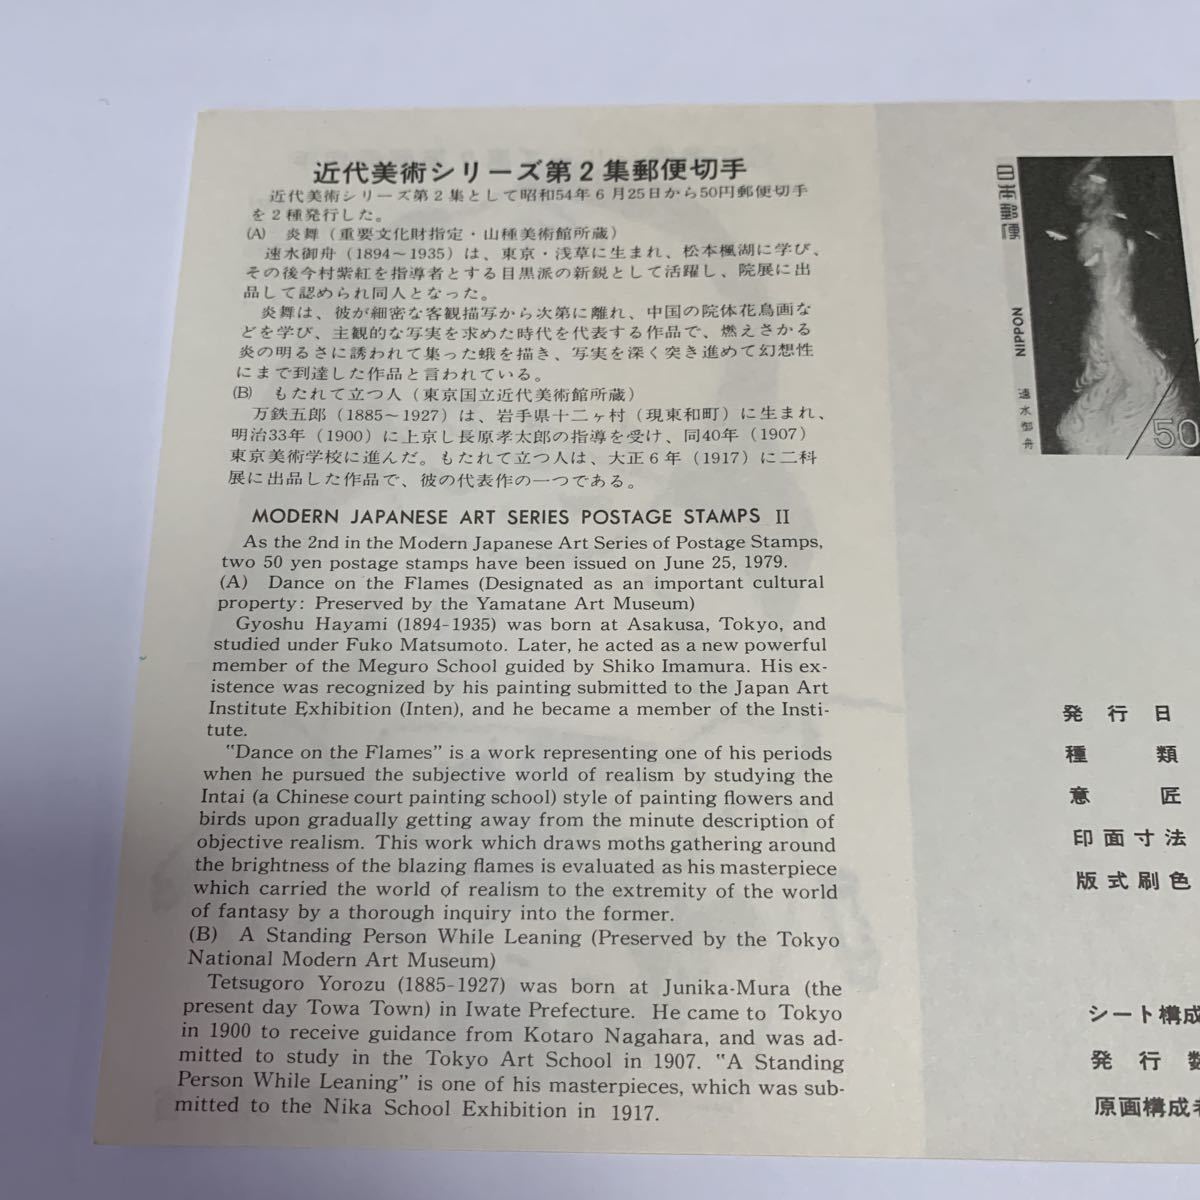 近代美術シリーズ第2集郵便切手
近代美術シリーズ第2集として昭和54年6月25日から50円郵便切手
を2種発行した。
(A) 炎舞（重要文化財指定・山種美術館所蔵）
速水御舟（1894～1935）は、東京・浅草に生まれ、松本楓湖に学び、
その後今村紫紅を指導者とする目黒派の新鋭として活躍し、院展に出
品して認められ同人となった。
炎舞は、彼が細密な客観描写から次第に離れ、中国の院体花鳥画な
どを学び、主観的な写実を求めた時代を代表する作品で、燃えさかる
炎の明るさに誘われて集った蛾を描き、写実を深く突き進めて幻想性
にまで到達した作品と言われている。
(B) もたれて立つ人（東京国立近代美術館所蔵）
万鉄五郎（1885～1927）は、岩手県十二ヶ村（現東和町）に生まれ、
明治33年（1900）に上京し長原孝太郎の指導を受け、同40年（1907）
東京美術学校に進んだ。もたれて立つ人は、大正6年（1917）に二科
展に出品した作品で、彼の代表作の一つである。
MODERN JAPANESE ART SERIES POSTAGE STAMPS II
As the 2nd in the Modern Japanese Art Series of Postage Stamps,
two 50 yen postage stamps have been issued on June 25, 1979.
(A) Dance on the Flames (Designated as an important cultural
property: Preserved by the Yamatane Art Museum)
Gyoshu Hayami (1894-1935) was born at Asakusa, Tokyo, and
studied under Fuko Matsumoto. Later, he acted as a new powerful
member of the Meguro School guided by Shiko Imamura. His ex-
istence was recognized by his painting submitted to the Japan Art
Institute Exhibition (Inten), and he became a member of the Insti-
tute.
"Dance on the Flames" is a work representing one of his periods
when he pursued the subjective world of realism by studying the
Intai (a Chinese court painting school) style of painting flowers and
birds upon gradually getting away from the minute description of
objective realism. This work which draws moths gathering around
the brightness of the blazing flames is evaluated as his masterpiece
which carried the world of realism to the extremity of the world
of fantasy by a thorough inquiry into the former.
(B) A Standing Person While Leaning (Preserved by the Tokyo
National Modern Art Museum)
Tetsugoro Yorozu (1885-1927) was born at Junika-Mura (the
present day Towa Town) in Iwate Prefecture. He came to Tokyo
in 1900 to receive guidance from Kotaro Nagahara, and was ad-
mitted to study in the Tokyo Art School in 1907. "A Standing
Person While Leaning" is one of his masterpieces, which was sub-
mitted to the Nika School Exhibition in 1917.
日本郵便
NIPPON
速水御舟
50
発行日
種類
意匠
印面寸法
版式刷色
シート構成
発行数
原画構成者